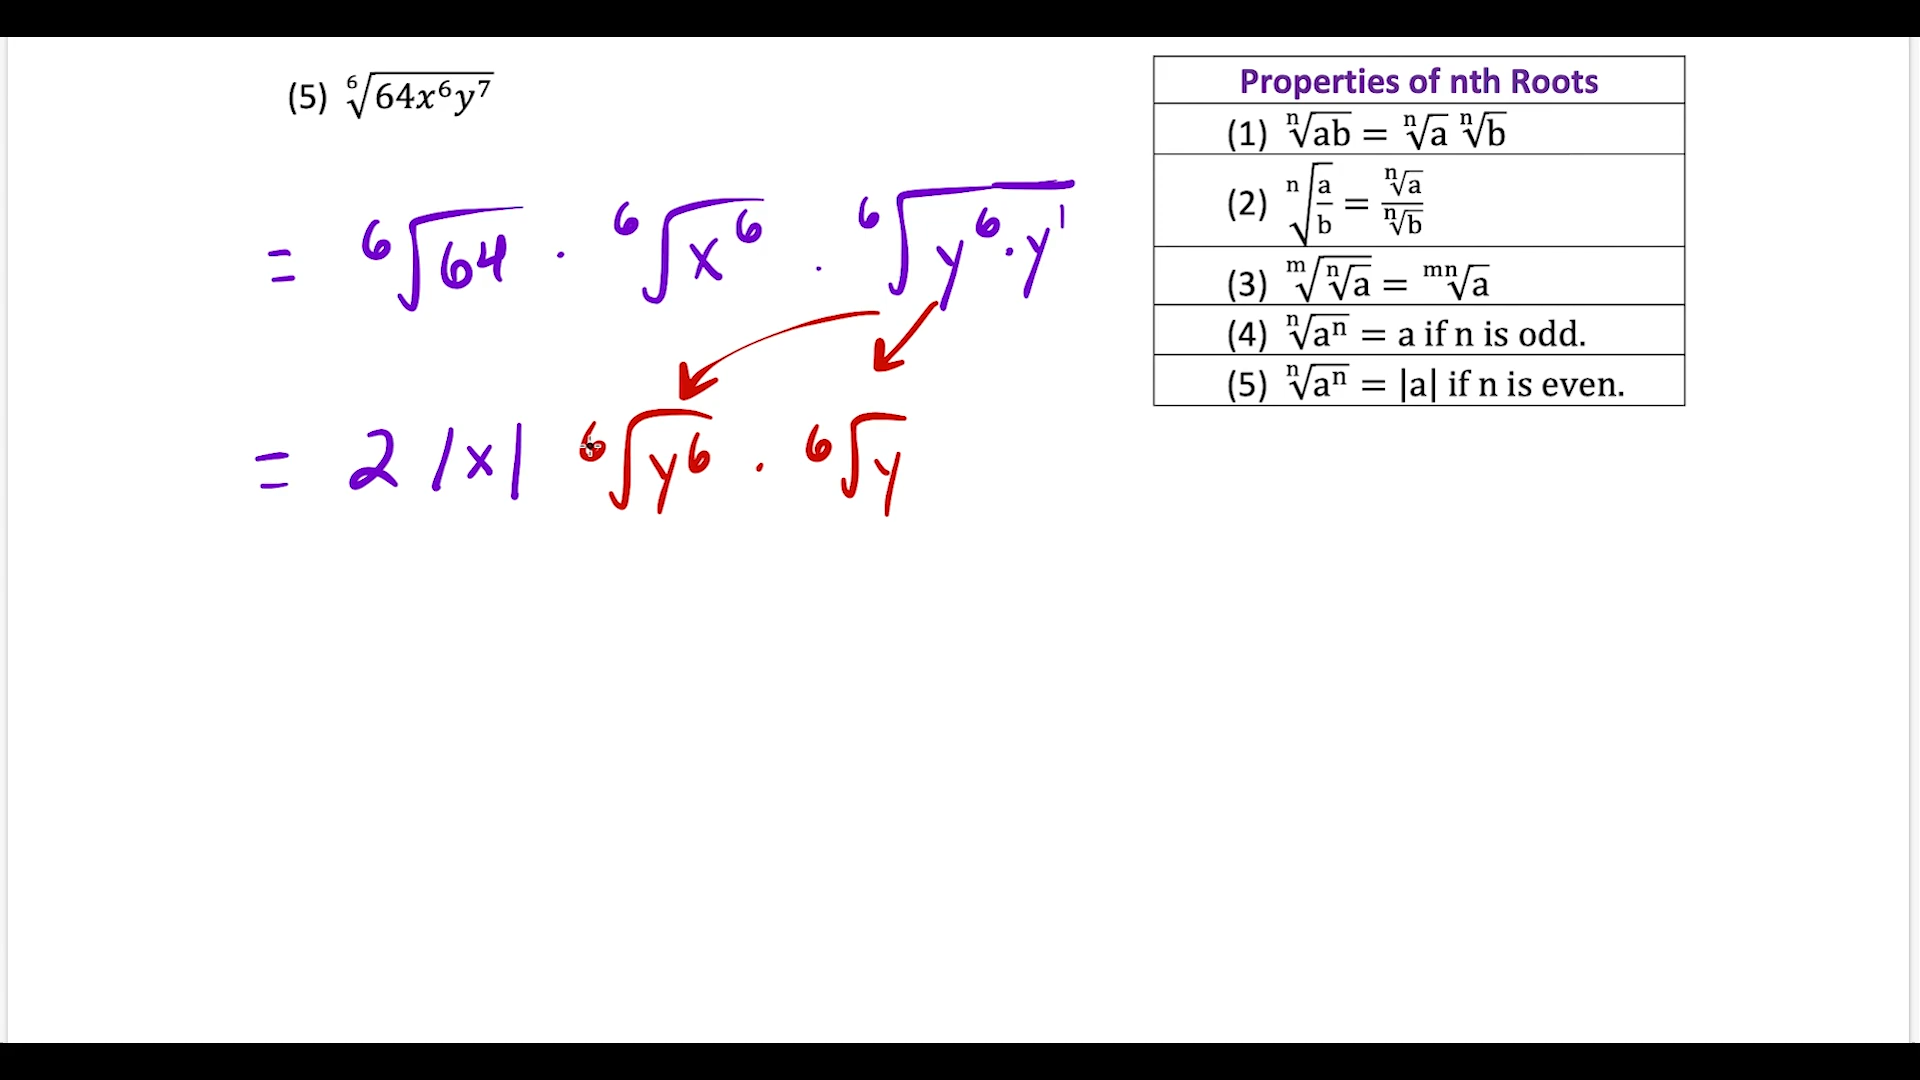 (5) ⁶√64x⁶y⁷
= ⁶√64 · ⁶√x⁶ · ⁶√y⁶·y¹
= 2 |x| ⁶√y⁶ · ⁶√y
Properties of nth Roots
(1) ⁿ√ab = ⁿ√a ⁿ√b
(2) ⁿ√a/b = ⁿ√a/ⁿ√b
(3) ᵐ√ⁿ√a = ᵐⁿ√a
(4) ⁿ√aⁿ = a if n is odd.
(5) ⁿ√aⁿ = |a| if n is even.